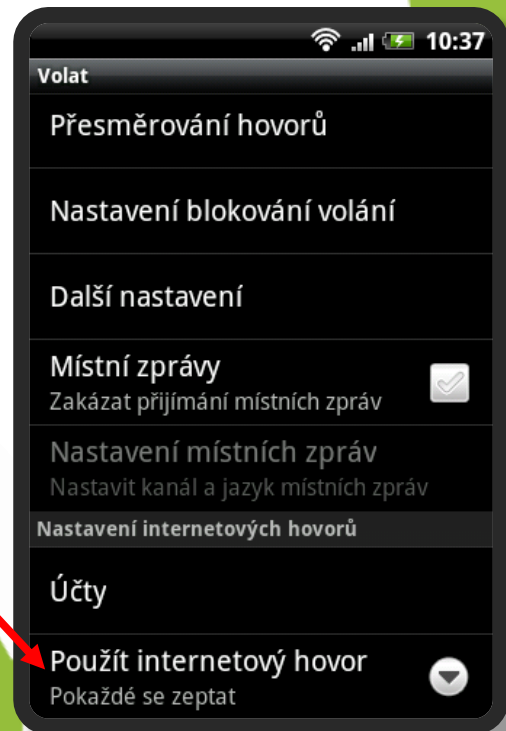 10:37
Volat
Přesměrování hovorů
Nastavení blokování volání
Další nastavení
Místní zprávy
Zakázat přijímání místních zpráv
Nastavení místních zpráv
Nastavit kanál a jazyk místních zpráv
Nastavení internetových hovorů
Účty
Použít internetový hovor
Pokaždé se zeptat